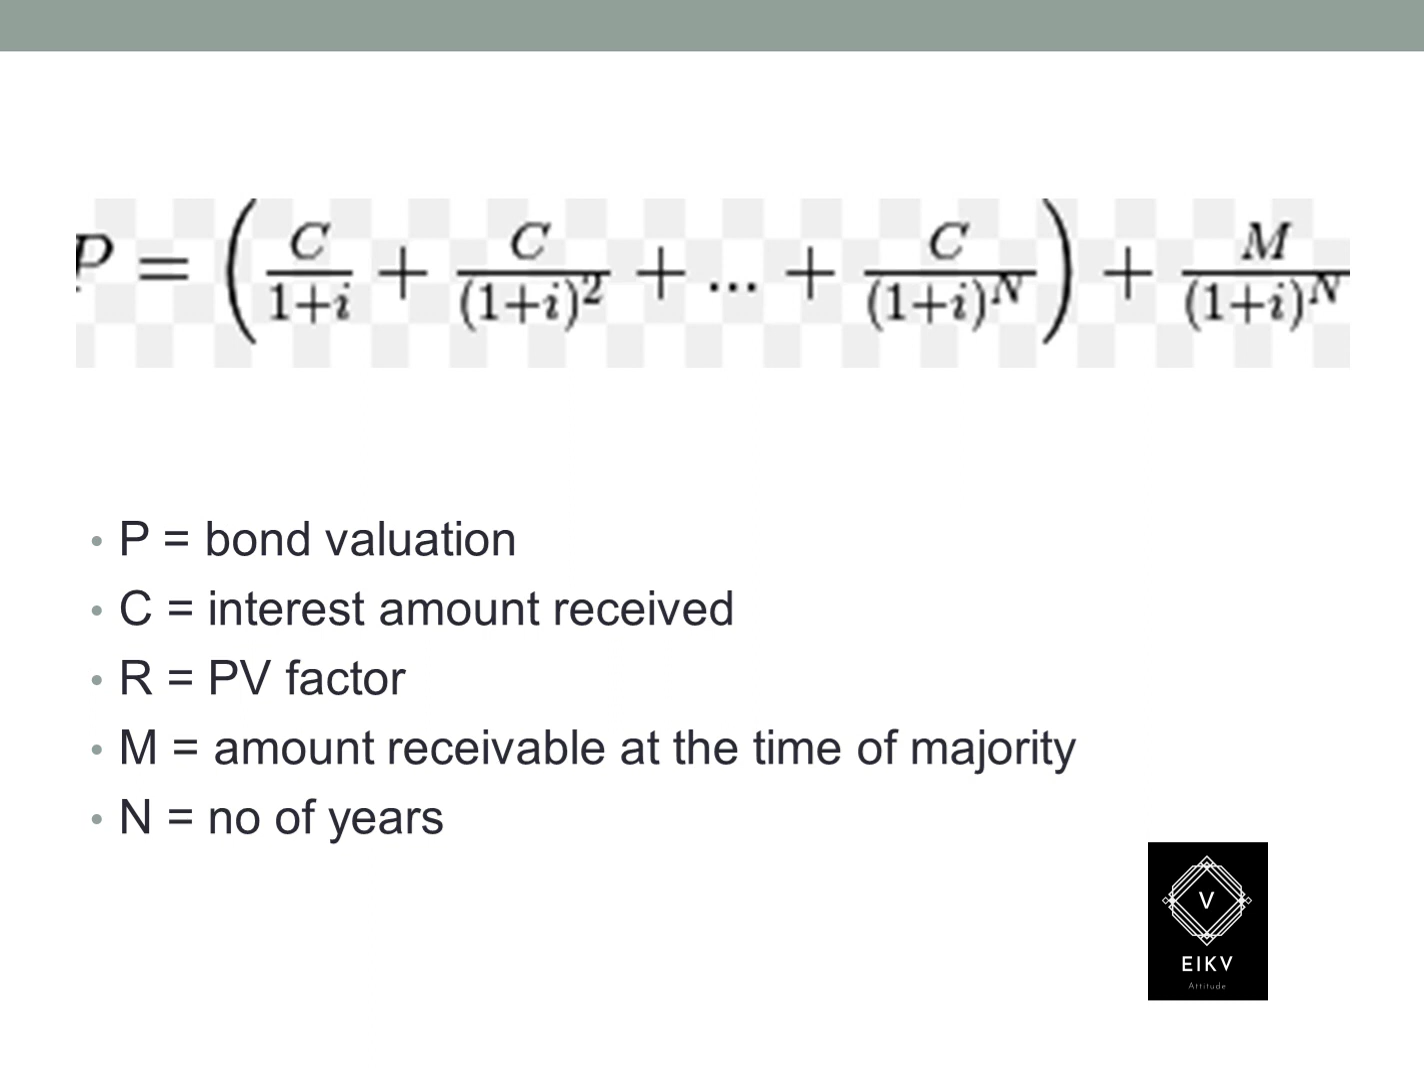 P = (C/1+i + C/(1+i)² + ... + C/(1+i)ᴺ) + M/(1+i)ᴺ
• P = bond valuation
• C = interest amount received
• R = PV factor
• M = amount receivable at the time of majority
• N = no of years
V
EIKV
Attitude